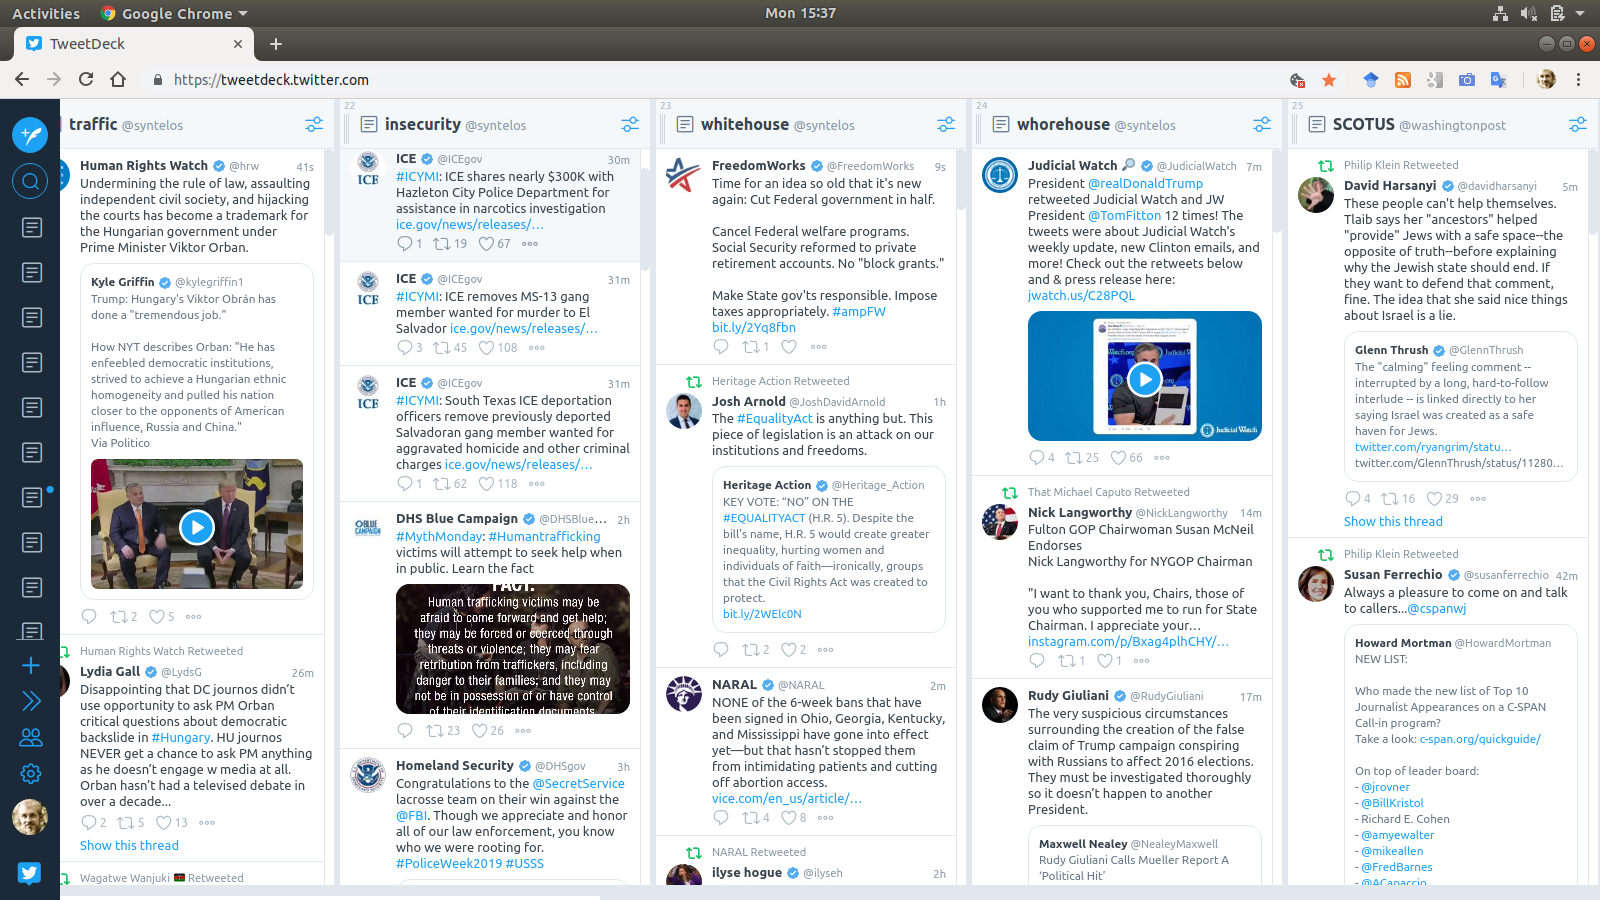 Activities
Google Chrome
Mon 15:37
TweetDeck
https://tweetdeck.twitter.com
traffic @syntelos
Human Rights Watch @hrw 41s
Undermining the rule of law, assaulting
independent civil society, and hijacking
the courts has become a trademark for
the Hungarian government under
Prime Minister Viktor Orban.
Kyle Griffin @kylegriffin1
Trump: Hungary's Viktor Obrán has
done a "tremendous job."
How NYT describes Orban: "He has
enfeebled democratic institutions,
strived to achieve a Hungarian ethnic
homogeneity and pulled his nation
closer to the opponents of American
influence, Russia and China."
Via Politico
2 5
Human Rights Watch Retweeted
Lydia Gall @LydsG 26m
Disappointing that DC journos didn't
use opportunity to ask PM Orban
critical questions about democratic
backslide in #Hungary. HU journos
NEVER get a chance to ask PM anything
as he doesn't engage w media at all.
Orban hasn't had a televised debate in
over a decade...
2 5 13
Show this thread
Wagatwe Wanjuki Retweeted
22
insecurity @syntelos
ICE @ICEgov 30m
#ICYMI: ICE shares nearly $300K with
Hazleton City Police Department for
assistance in narcotics investigation
ice.gov/news/releases/…
1 19 67
ICE @ICEgov 31m
#ICYMI: ICE removes MS-13 gang
member wanted for murder to El
Salvador ice.gov/news/releases/…
3 45 108
ICE @ICEgov 31m
#ICYMI: South Texas ICE deportation
officers remove previously deported
Salvadoran gang member wanted for
aggravated homicide and other criminal
charges ice.gov/news/releases/…
1 62 118
DHS Blue Campaign @DHSBlue… 2h
#MythMonday: #Humantrafficking
victims will attempt to seek help when
in public. Learn the fact
FACT:
Human trafficking victims may be
afraid to come forward and get help;
they may be forced or coerced through
threats or violence; they may fear
retribution from traffickers, including
danger to their families; and they may
not be in possession of or have control
of their identification documents.
23 26
Homeland Security @DHSgov 3h
Congratulations to the @SecretService
lacrosse team on their win against the
@FBI. Though we appreciate and honor
all of our law enforcement, you know
who we were rooting for.
#PoliceWeek2019 #USSS
23
whitehouse @syntelos
FreedomWorks @FreedomWorks 9s
Time for an idea so old that it's new
again: Cut Federal government in half.
Cancel Federal welfare programs.
Social Security reformed to private
retirement accounts. No "block grants."
Make State gov'ts responsible. Impose
taxes appropriately. #ampFW
bit.ly/2Yq8fbn
1
Heritage Action Retweeted
Josh Arnold @JoshDavidArnold 1h
The #EqualityAct is anything but. This
piece of legislation is an attack on our
institutions and freedoms.
Heritage Action @Heritage_Action
KEY VOTE: “NO” ON THE
#EQUALITYACT (H.R. 5). Despite the
bill’s name, H.R. 5 would create greater
inequality, hurting women and
individuals of faith—ironically, groups
that the Civil Rights Act was created to
protect.
bit.ly/2WElc0N
2 2
NARAL @NARAL 2m
NONE of the 6-week bans that have
been signed in Ohio, Georgia, Kentucky,
and Mississippi have gone into effect
yet—but that hasn't stopped them
from intimidating patients and cutting
off abortion access.
vice.com/en_us/article/…
4 8
NARAL Retweeted
ilyse hogue @ilyseh 2h
24
whorehouse @syntelos
Judicial Watch @JudicialWatch 7m
President @realDonaldTrump
retweeted Judicial Watch and JW
President @TomFitton 12 times! The
tweets were about Judicial Watch's
weekly update, new Clinton emails, and
more! Check out the retweets below
and & press release here:
jwatch.us/C28PQL
Judicial Watch
4 25 66
That Michael Caputo Retweeted
Nick Langworthy @NickLangworthy 14m
Fulton GOP Chairwoman Susan McNeil
Endorses
Nick Langworthy for NYGOP Chairman
"I want to thank you, Chairs, those of
you who supported me to run for State
Chairman. I appreciate your…
instagram.com/p/Bxag4plhCHY/…
1 1
Rudy Giuliani @RudyGiuliani 17m
The very suspicious circumstances
surrounding the creation of the false
claim of Trump campaign conspiring
with Russians to affect 2016 elections.
They must be investigated thoroughly
so it doesn’t happen to another
President.
Maxwell Nealey @NealeyMaxwell
Rudy Giuliani Calls Mueller Report A
‘Political Hit’
25
SCOTUS @washingtonpost
Philip Klein Retweeted
David Harsanyi @davidharsanyi 5m
These people can't help themselves.
Tlaib says her "ancestors" helped
"provide" Jews with a safe space--the
opposite of truth--before explaining
why the Jewish state should end. If
they want to defend that comment,
fine. The idea that she said nice things
about Israel is a lie.
Glenn Thrush @GlennThrush
The "calming" feeling comment --
interrupted by a long, hard-to-follow
interlude -- is linked directly to her
saying Israel was created as a safe
haven for Jews.
twitter.com/ryangrim/statu…
twitter.com/GlennThrush/status/11280…
4 16 29
Show this thread
Philip Klein Retweeted
Susan Ferrechio @susanferrechio 42m
Always a pleasure to come on and talk
to callers...@cspanwj
Howard Mortman @HowardMortman
NEW LIST:
Who made the new list of Top 10
Journalist Appearances on a C-SPAN
Call-in program?
Take a look: c-span.org/quickguide/
On top of leader board:
- @jrovner
- @BillKristol
- Richard E. Cohen
- @amyewalter
- @mikeallen
- @FredBarnes
- @ACapaccio